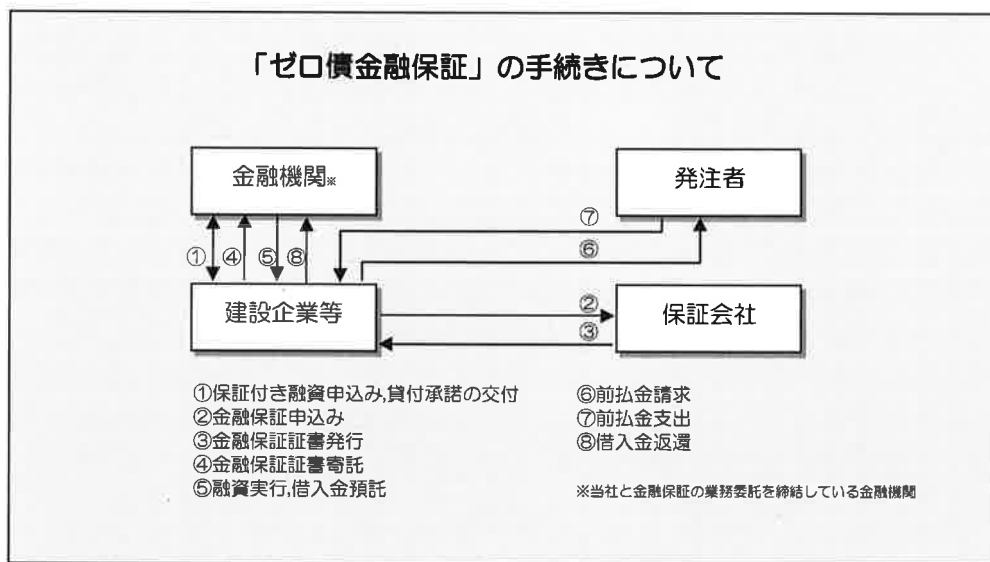 「ゼロ債金融保証」の手続きについて
金融機関※
発注者
⑦
① ④ ⑤ ⑧
⑥
建設企業等
②
保証会社
③
①保証付き融資申込み,貸付承諾の交付
②金融保証申込み
③金融保証証書発行
④金融保証証書寄託
⑤融資実行,借入金預託
⑥前払金請求
⑦前払金支出
⑧借入金返還
※当社と金融保証の業務委託を締結している金融機関